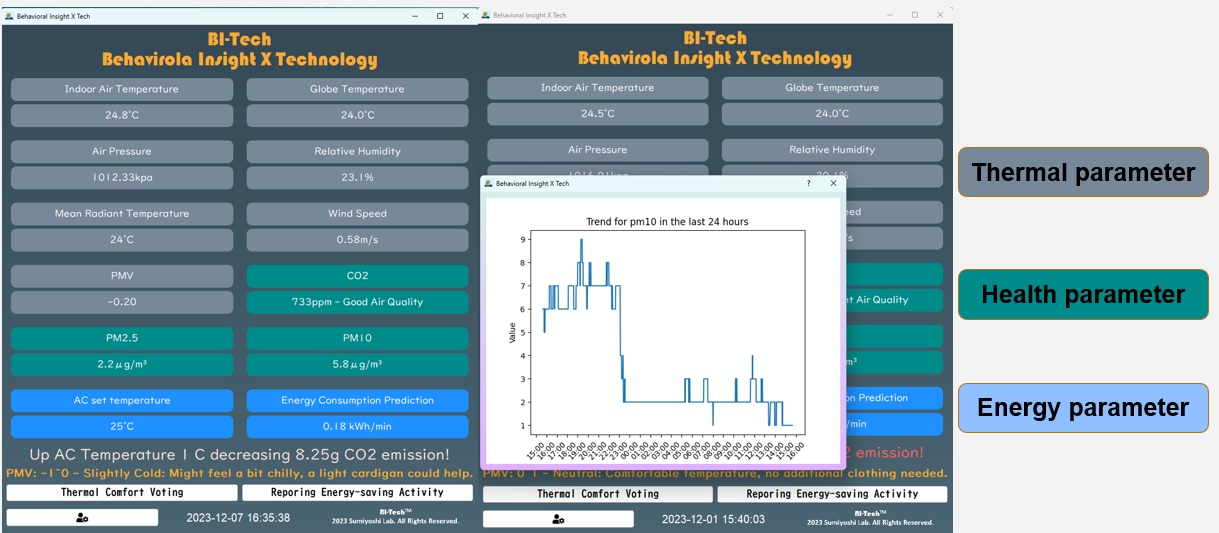 Behavioral Insight X Tech
BI-Tech
Behavirola Insight X Technology
Indoor Air Temperature
Globe Temperature
24.8°C
24.0°C
Air Pressure
Relative Humidity
1012.33kpa
23.1%
Mean Radiant Temperature
Wind Speed
24°C
0.58m/s
PMV
CO2
-0.20
733ppm - Good Air Quality
PM2.5
PM10
2.2μg/m³
5.8μg/m³
AC set temperature
Energy Consumption Prediction
25°C
0.18 kWh/min
Up AC Temperature 1 C decreasing 8.25g CO2 emission!
PMV: -1~0 - Slightly Cold: Might feel a bit chilly, a light cardigan could help.
Thermal Comfort Voting
Reporing Energy-saving Activity
2023-12-07 16:35:38
BI-Tech™
2023 Sumiyoshi Lab. All Rights Reserved.
Behavioral Insight X Tech
BI-Tech
Behavirola Insight X Technology
Indoor Air Temperature
Globe Temperature
24.5°C
24.0°C
Air Pressure
Relative Humidity
eed
nt Air Quality
m³
on Prediction
/min
2 emission!
PMV: 0~1 - Neutral: Comfortable temperature, no additional clothing needed.
Thermal Comfort Voting
Reporing Energy-saving Activity
2023-12-01 15:40:03
BI-Tech™
2023 Sumiyoshi Lab. All Rights Reserved.
Behavioral Insight X Tech
?
Trend for pm10 in the last 24 hours
Value
9
8
7
6
5
4
3
2
1
15:00
16:00
17:00
18:00
19:00
20:00
21:00
22:00
23:00
00:00
01:00
02:00
03:00
04:00
05:00
06:00
07:00
08:00
09:00
10:00
11:00
12:00
13:00
14:00
15:00
16:00
Thermal parameter
Health parameter
Energy parameter